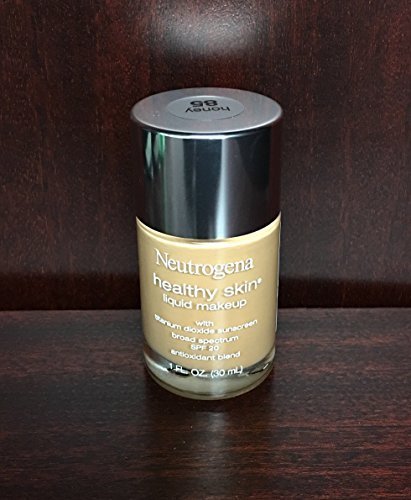 honey
85
Neutrogena
healthy skin®
liquid makeup
with
titanium dioxide sunscreen
broad spectrum
SPF 20
antioxidant blend
1 FL. OZ. (30 mL)